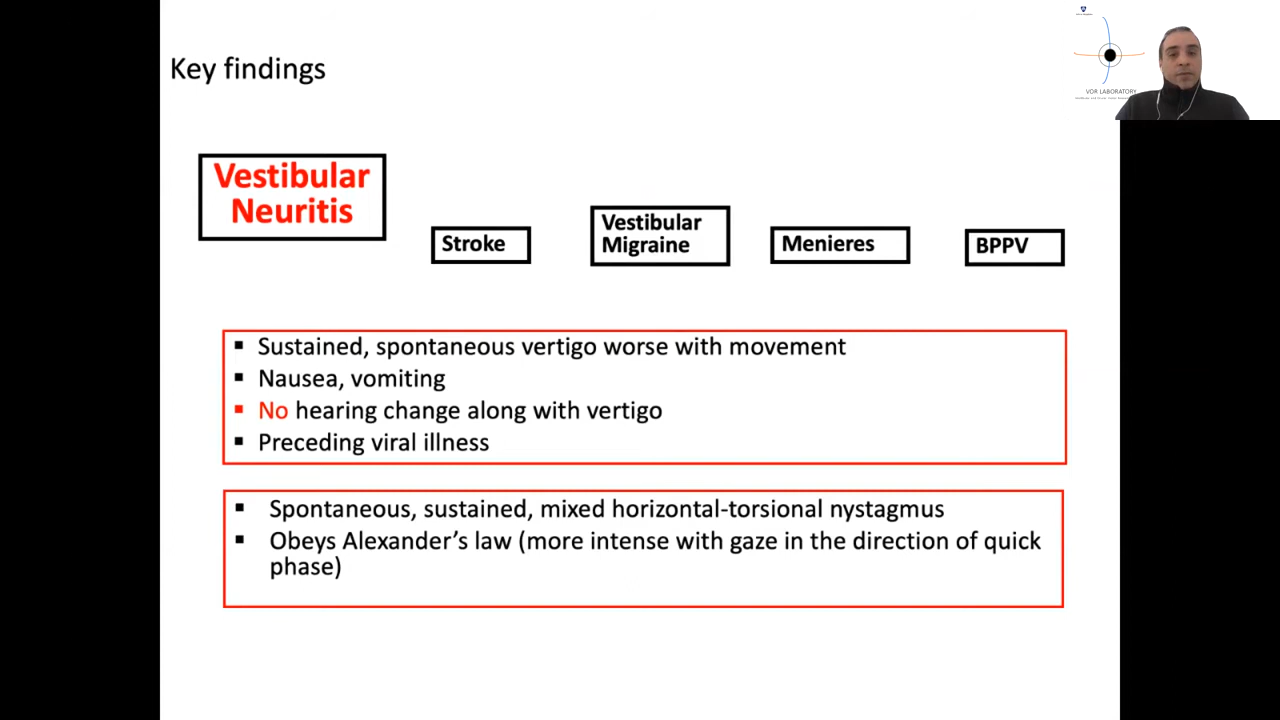 Key findings
VOR LABORATORY
Vestibular
Neuritis
Stroke
Vestibular
Migraine
Menieres
BPPV
▪ Sustained, spontaneous vertigo worse with movement
▪ Nausea, vomiting
▪ No hearing change along with vertigo
▪ Preceding viral illness
▪ Spontaneous, sustained, mixed horizontal-torsional nystagmus
▪ Obeys Alexander’s law (more intense with gaze in the direction of quick
phase)